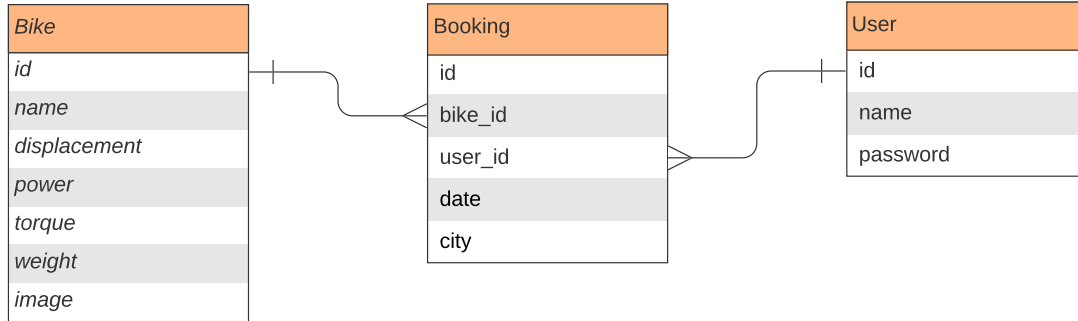 Bike
id
name
displacement
power
torque
weight
image
Booking
id
bike_id
user_id
date
city
User
id
name
password